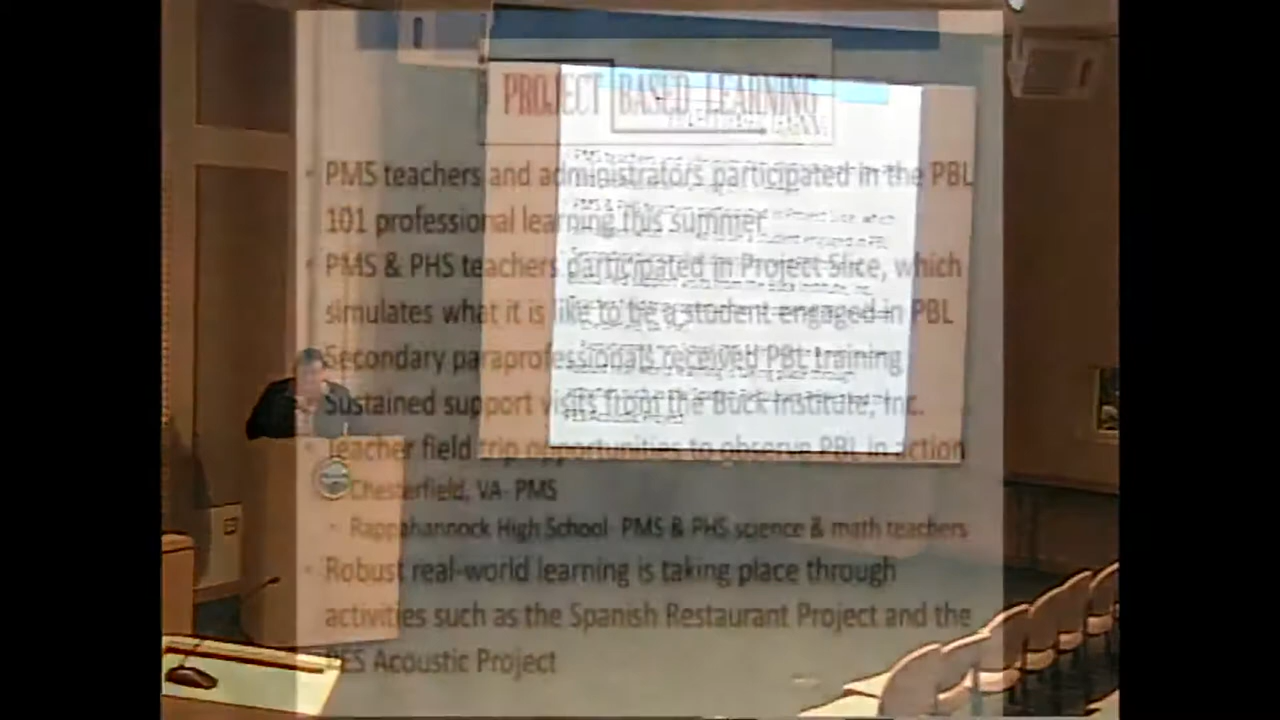 PROJECT BASED LEARNING
• PMS teachers and administrators participated in the PBL
101 professional learning this summer
• PMS & PHS teachers participated in Project Slice, which
simulates what it is like to be a student engaged in PBL
• Secondary paraprofessionals received PBL training
• Sustained support visits from the Buck Institute, Inc.
• Teacher field trip opportunities to observe PBL in action
Chesterfield, VA- PMS
• Rappahannock High School- PMS & PHS science & math teachers
• Robust real-world learning is taking place through
activities such as the Spanish Restaurant Project and the
PES Acoustic Project